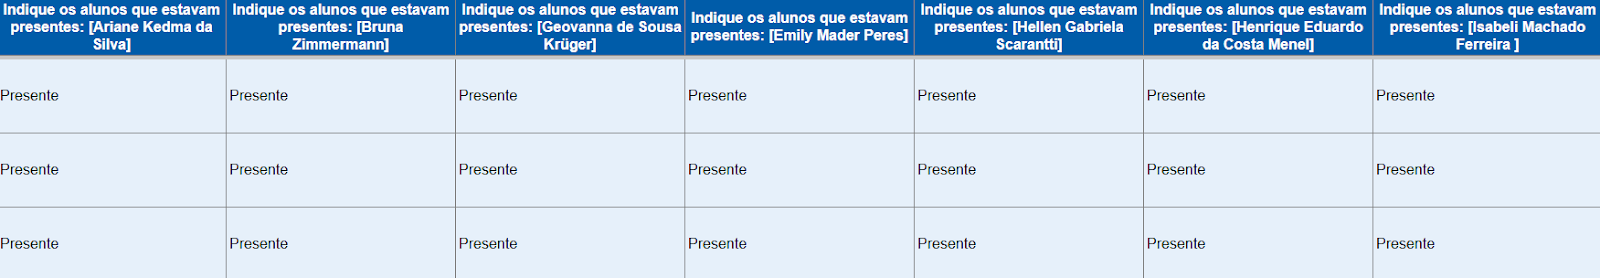 Indique os alunos que estavam
presentes: [Ariane Kedma da
Silva]
Indique os alunos que estavam
presentes: [Bruna
Zimmermann]
Indique os alunos que estavam
presentes: [Geovanna de Sousa
Krüger]
Indique os alunos que estavam
presentes: [Emily Mader Peres]
Indique os alunos que estavam
presentes: [Hellen Gabriela
Scarantti]
Indique os alunos que estavam
presentes: [Henrique Eduardo
da Costa Menel]
Indique os alunos que estavam
presentes: [Isabeli Machado
Ferreira ]
Presente Presente Presente Presente Presente Presente Presente
Presente Presente Presente Presente Presente Presente Presente
Presente Presente Presente Presente Presente Presente Presente